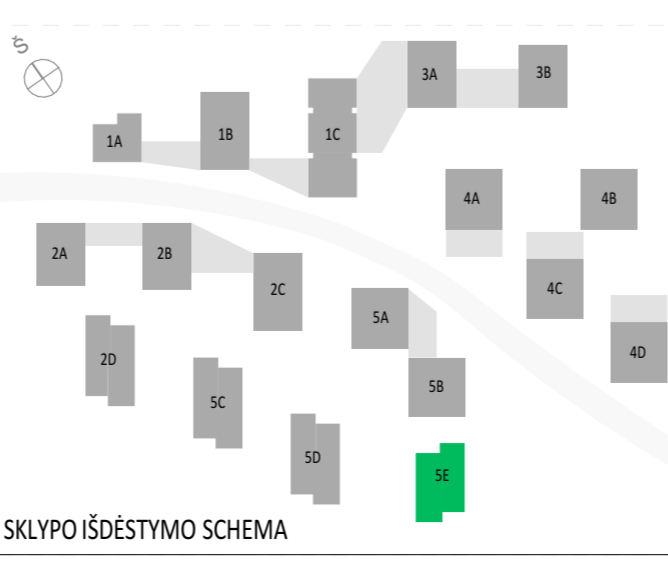 Š
3A
3B
1A
1B
1C
4A
4B
2A
2B
2C
4C
5A
4D
2D
5B
5C
5D
5E
SKLYPO IŠDĖSTYMO SCHEMA